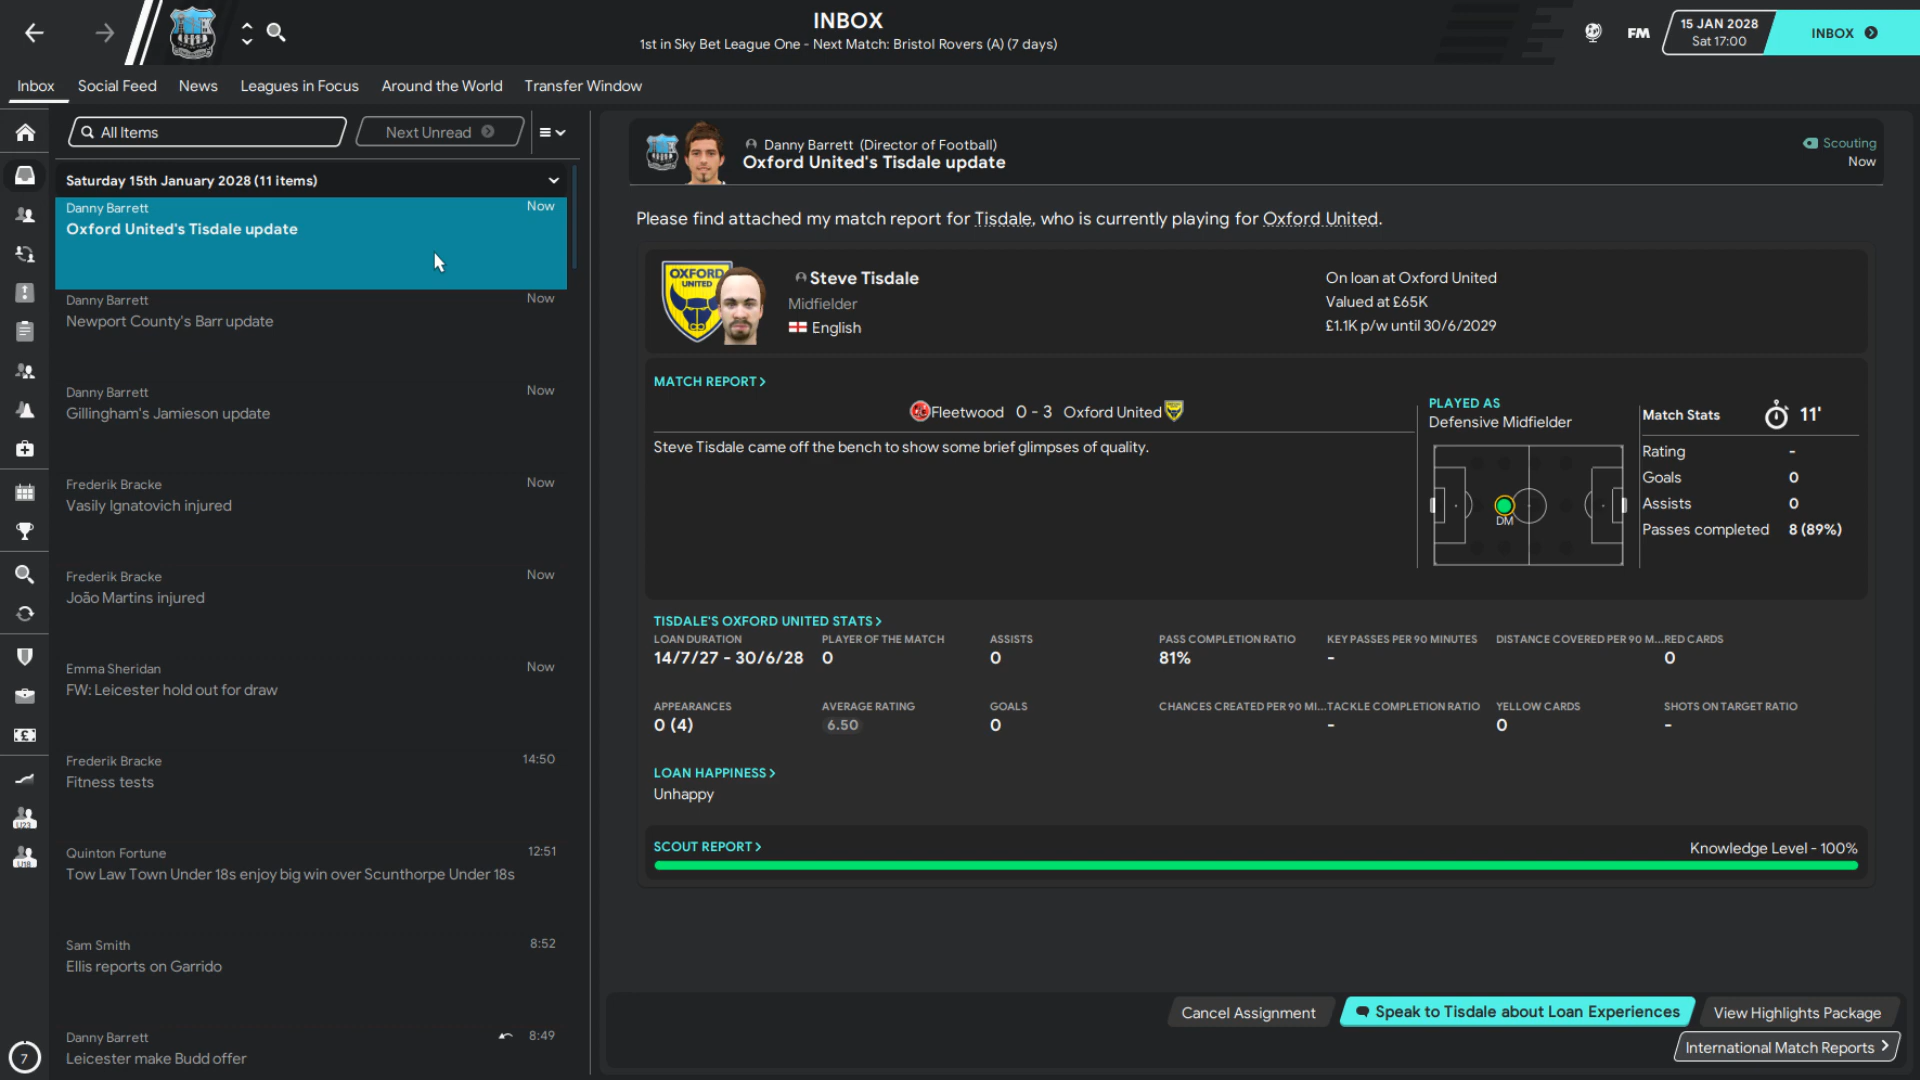 INBOX
1st in Sky Bet League One - Next Match: Bristol Rovers (A) (7 days)
FM
15 JAN 2028
Sat 17:00
INBOX
Inbox
Social Feed
News
Leagues in Focus
Around the World
Transfer Window
All Items
Next Unread
Saturday 15th January 2028 (11 items)
Danny Barrett
Now
Oxford United's Tisdale update
Danny Barrett
Now
Newport County's Barr update
Danny Barrett
Now
Gillingham's Jamieson update
Frederik Bracke
Now
Vasily Ignatovich injured
Frederik Bracke
Now
João Martins injured
Emma Sheridan
Now
FW: Leicester hold out for draw
Frederik Bracke
14:50
Fitness tests
Quinton Fortune
12:51
Tow Law Town Under 18s enjoy big win over Scunthorpe Under 18s
Sam Smith
8:52
Ellis reports on Garrido
Danny Barrett
8:49
Leicester make Budd offer
U23
U18
7
Danny Barrett (Director of Football)
Oxford United's Tisdale update
Scouting
Now
Please find attached my match report for Tisdale, who is currently playing for Oxford United.
OXFORD
UNITED
Steve Tisdale
Midfielder
English
On loan at Oxford United
Valued at £65K
£1.1K p/w until 30/6/2029
MATCH REPORT
Fleetwood 0 - 3 Oxford United
Steve Tisdale came off the bench to show some brief glimpses of quality.
PLAYED AS
Defensive Midfielder
DM
Match Stats
11'
Rating -
Goals 0
Assists 0
Passes completed 8 (89%)
TISDALE'S OXFORD UNITED STATS
LOAN DURATION
14/7/27 - 30/6/28
PLAYER OF THE MATCH
0
ASSISTS
0
PASS COMPLETION RATIO
81%
KEY PASSES PER 90 MINUTES
-
DISTANCE COVERED PER 90 M...
RED CARDS
0
APPEARANCES
0 (4)
AVERAGE RATING
6.50
GOALS
0
CHANCES CREATED PER 90 MI...
TACKLE COMPLETION RATIO
-
YELLOW CARDS
0
SHOTS ON TARGET RATIO
-
LOAN HAPPINESS
Unhappy
SCOUT REPORT
Knowledge Level - 100%
Cancel Assignment
Speak to Tisdale about Loan Experiences
View Highlights Package
International Match Reports